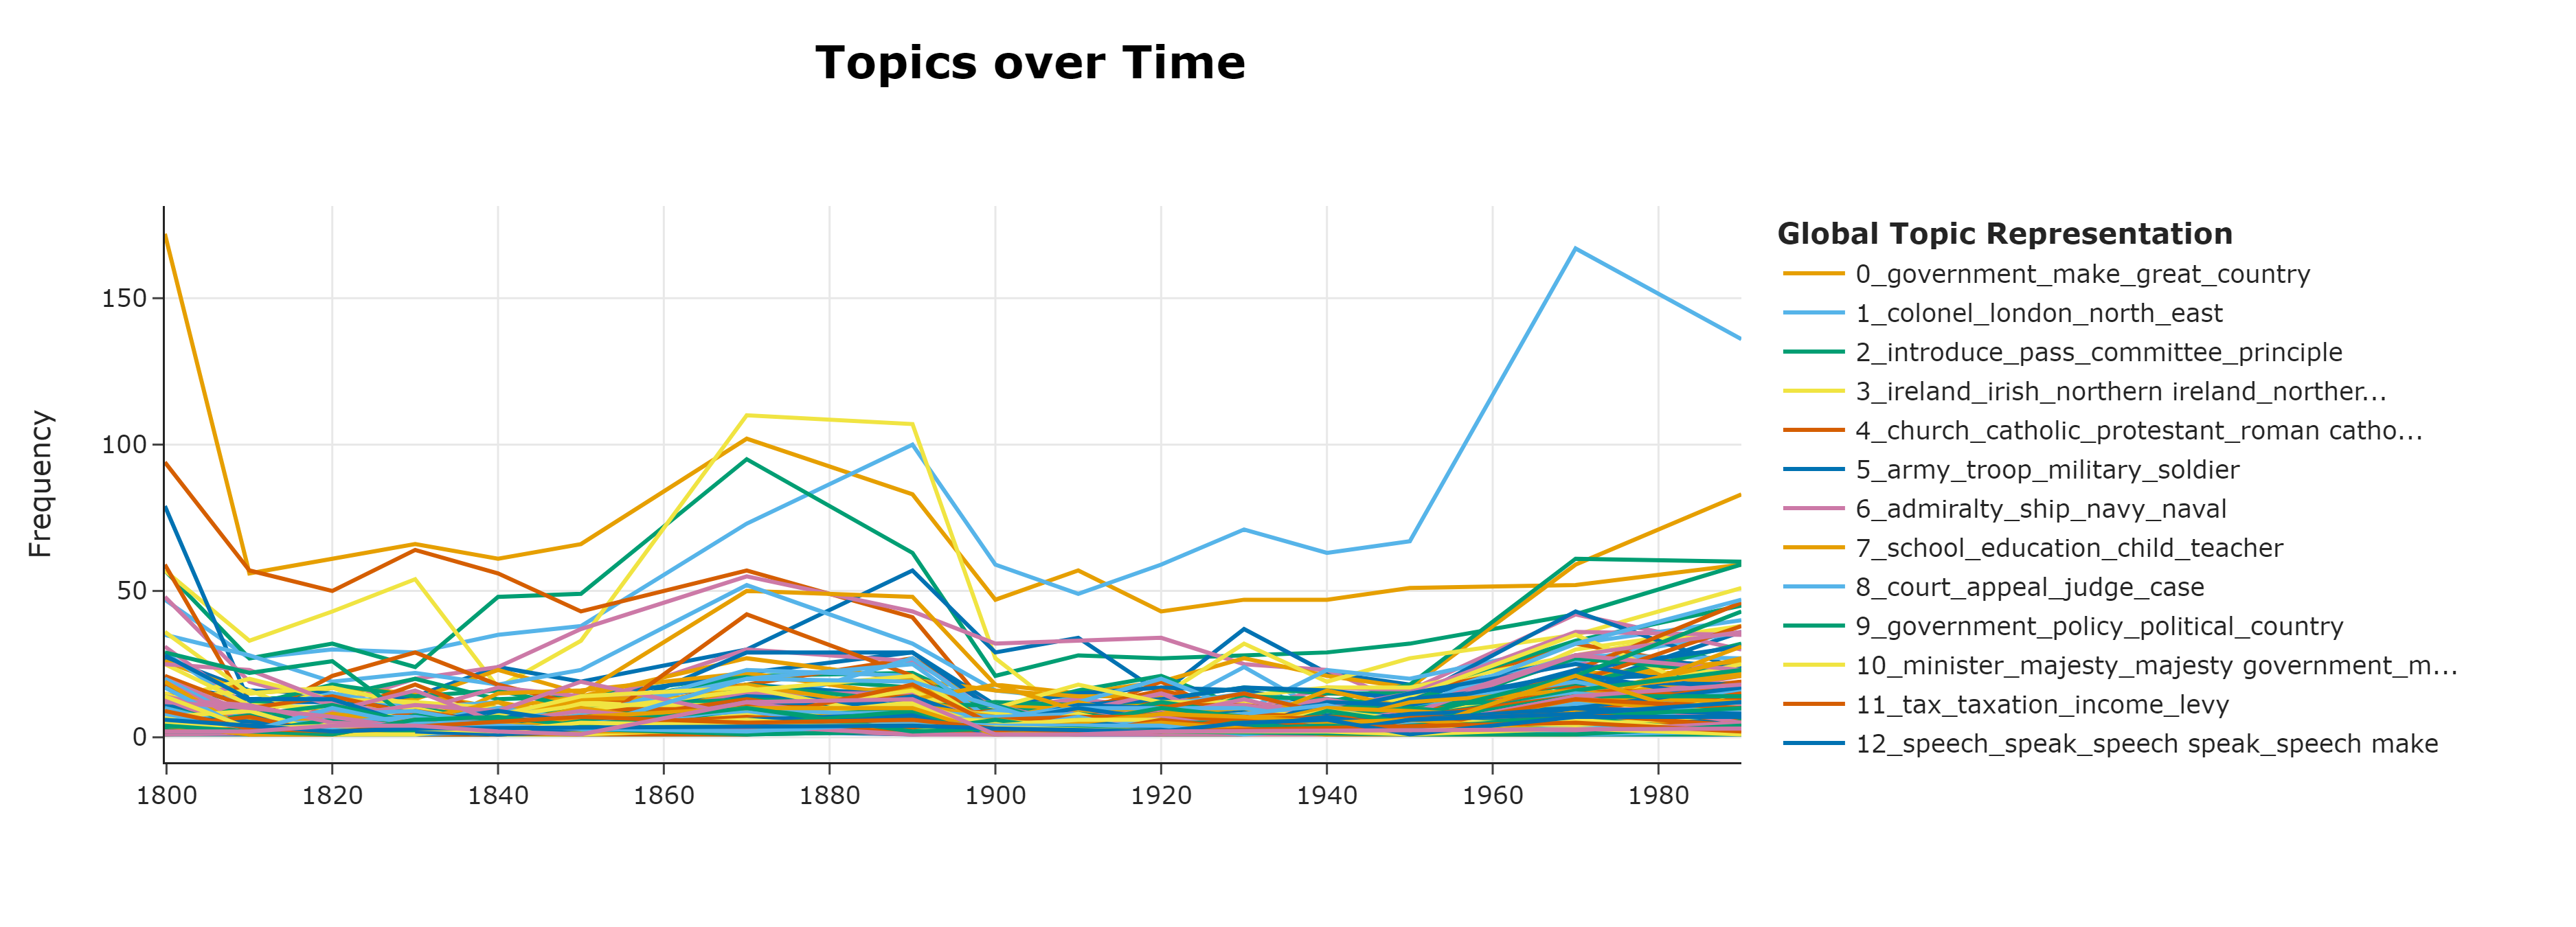 Topics over Time
Frequency
150
100
50
0
1800
1820
1840
1860
1880
1900
1920
1940
1960
1980
Global Topic Representation
0_government_make_great_country
1_colonel_london_north_east
2_introduce_pass_committee_principle
3_ireland_irish_northern ireland_norther...
4_church_catholic_protestant_roman catho...
5_army_troop_military_soldier
6_admiralty_ship_navy_naval
7_school_education_child_teacher
8_court_appeal_judge_case
9_government_policy_political_country
10_minister_majesty_majesty government_m...
11_tax_taxation_income_levy
12_speech_speak_speech speak_speech make